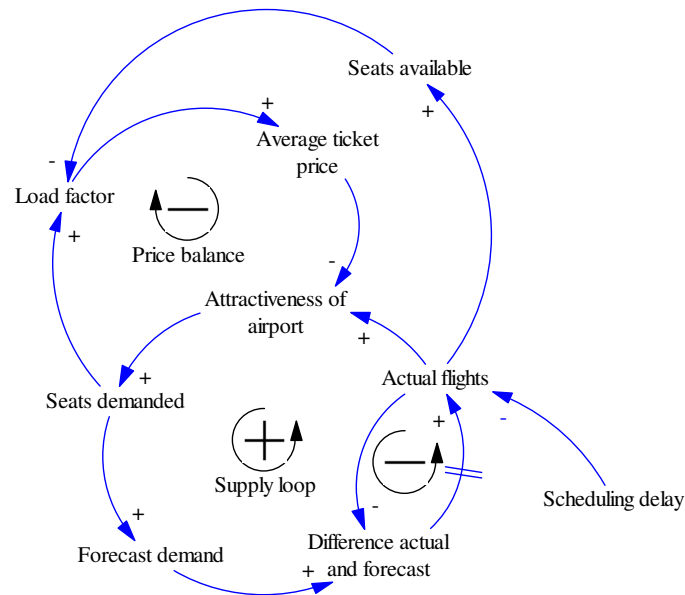 Seats available
+
+
Average ticket
price
-
Load factor
+
Price balance
-
Attractiveness of
airport
+
Actual flights
+
Seats demanded
+
-
Supply loop
Scheduling delay
-
+
Difference actual
and forecast
Forecast demand
+